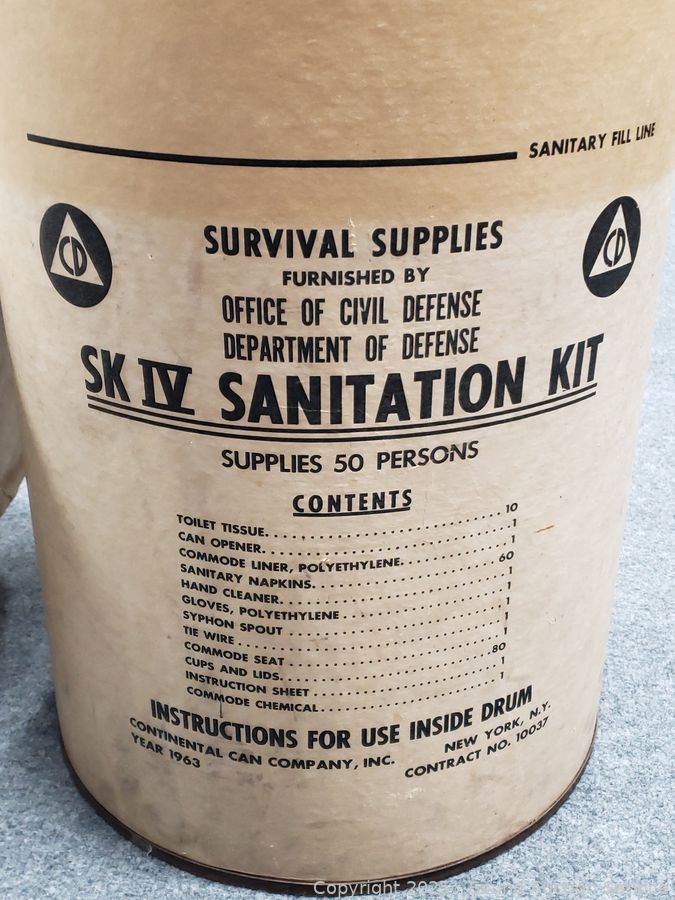 SANITARY FILL LINE
CD
CD
SURVIVAL SUPPLIES
FURNISHED BY
OFFICE OF CIVIL DEFENSE
DEPARTMENT OF DEFENSE
SK IV SANITATION KIT
SUPPLIES 50 PERSONS
CONTENTS
TOILET TISSUE. . . . . . . . . . 10
CAN OPENER. . . . . . . . . . 1
COMMODE LINER, POLYETHYLENE. . . . . . . . . . 1
SANITARY NAPKINS. . . . . . . . . . 60
HAND CLEANER. . . . . . . . . . 1
GLOVES, POLYETHYLENE . . . . . . . . . . 1
SYPHON SPOUT . . . . . . . . . . 1
TIE WIRE . . . . . . . . . . 1
COMMODE SEAT . . . . . . . . . . 1
CUPS AND LIDS. . . . . . . . . . 80
INSTRUCTION SHEET . . . . . . . . . . 1
COMMODE CHEMICAL. . . . . . . . . . 1
INSTRUCTIONS FOR USE INSIDE DRUM
CONTINENTAL CAN COMPANY, INC. NEW YORK, N.Y.
YEAR 1963 CONTRACT NO. 10037
Copyright